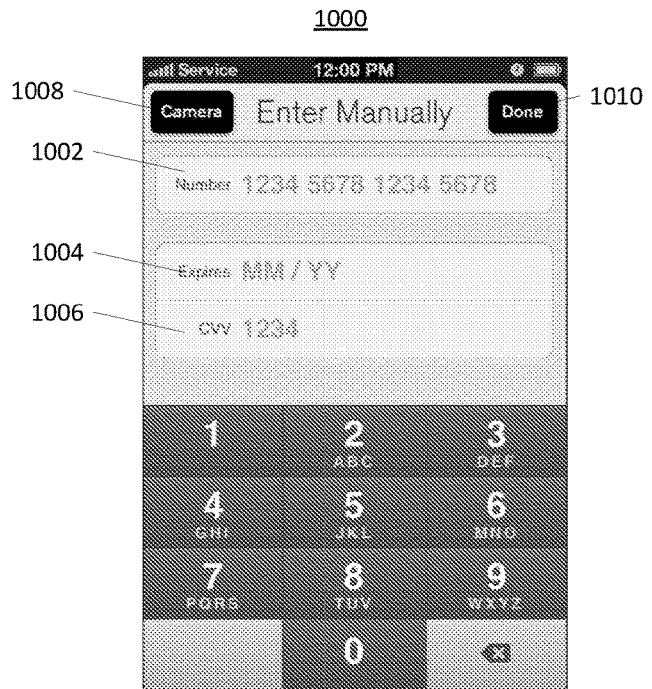 1000
Service 12:00 PM
1008 Camera Enter Manually Done 1010
1002 Number 1234 5678 1234 5678
1004 Expires MM / YY
1006 CVV 1234
1 2 3
ABC DEF
4 5 6
GHI JKL MNO
7 8 9
PQRS TUV WXYZ
0